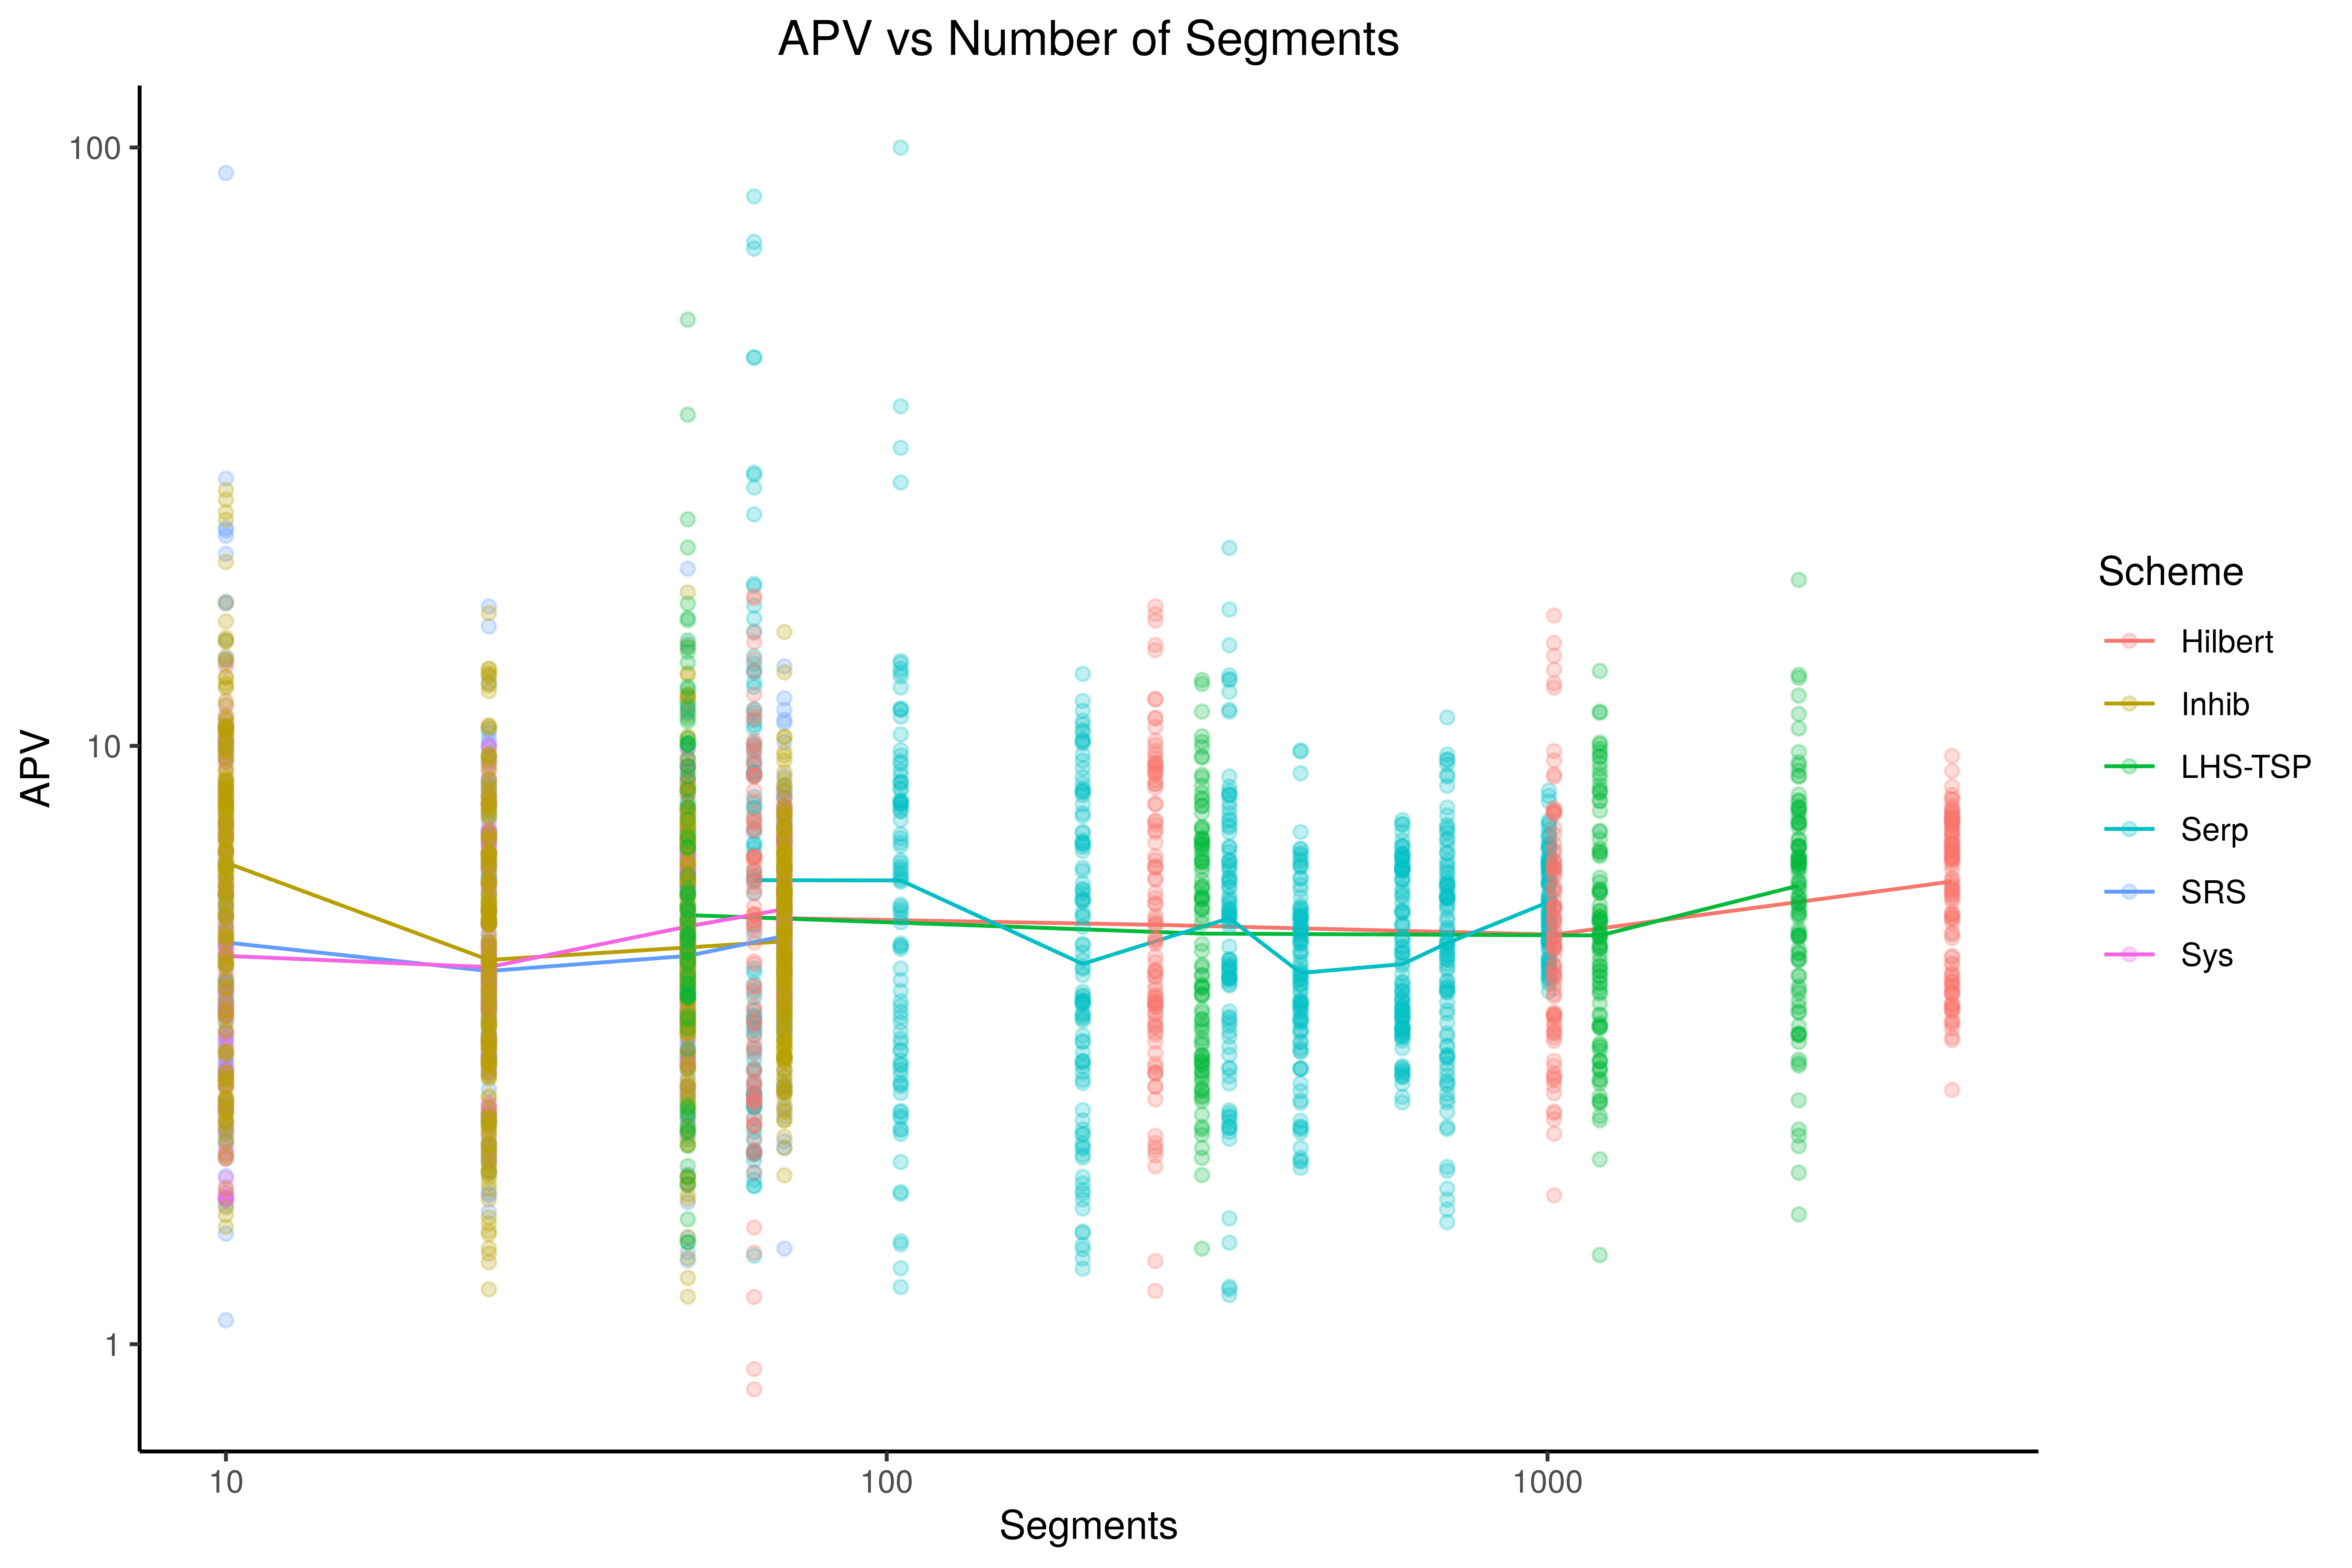 APV vs Number of Segments
100
10
1
APV
10
100
1000
Segments
Scheme
Hilbert
Inhib
LHS-TSP
Serp
SRS
Sys